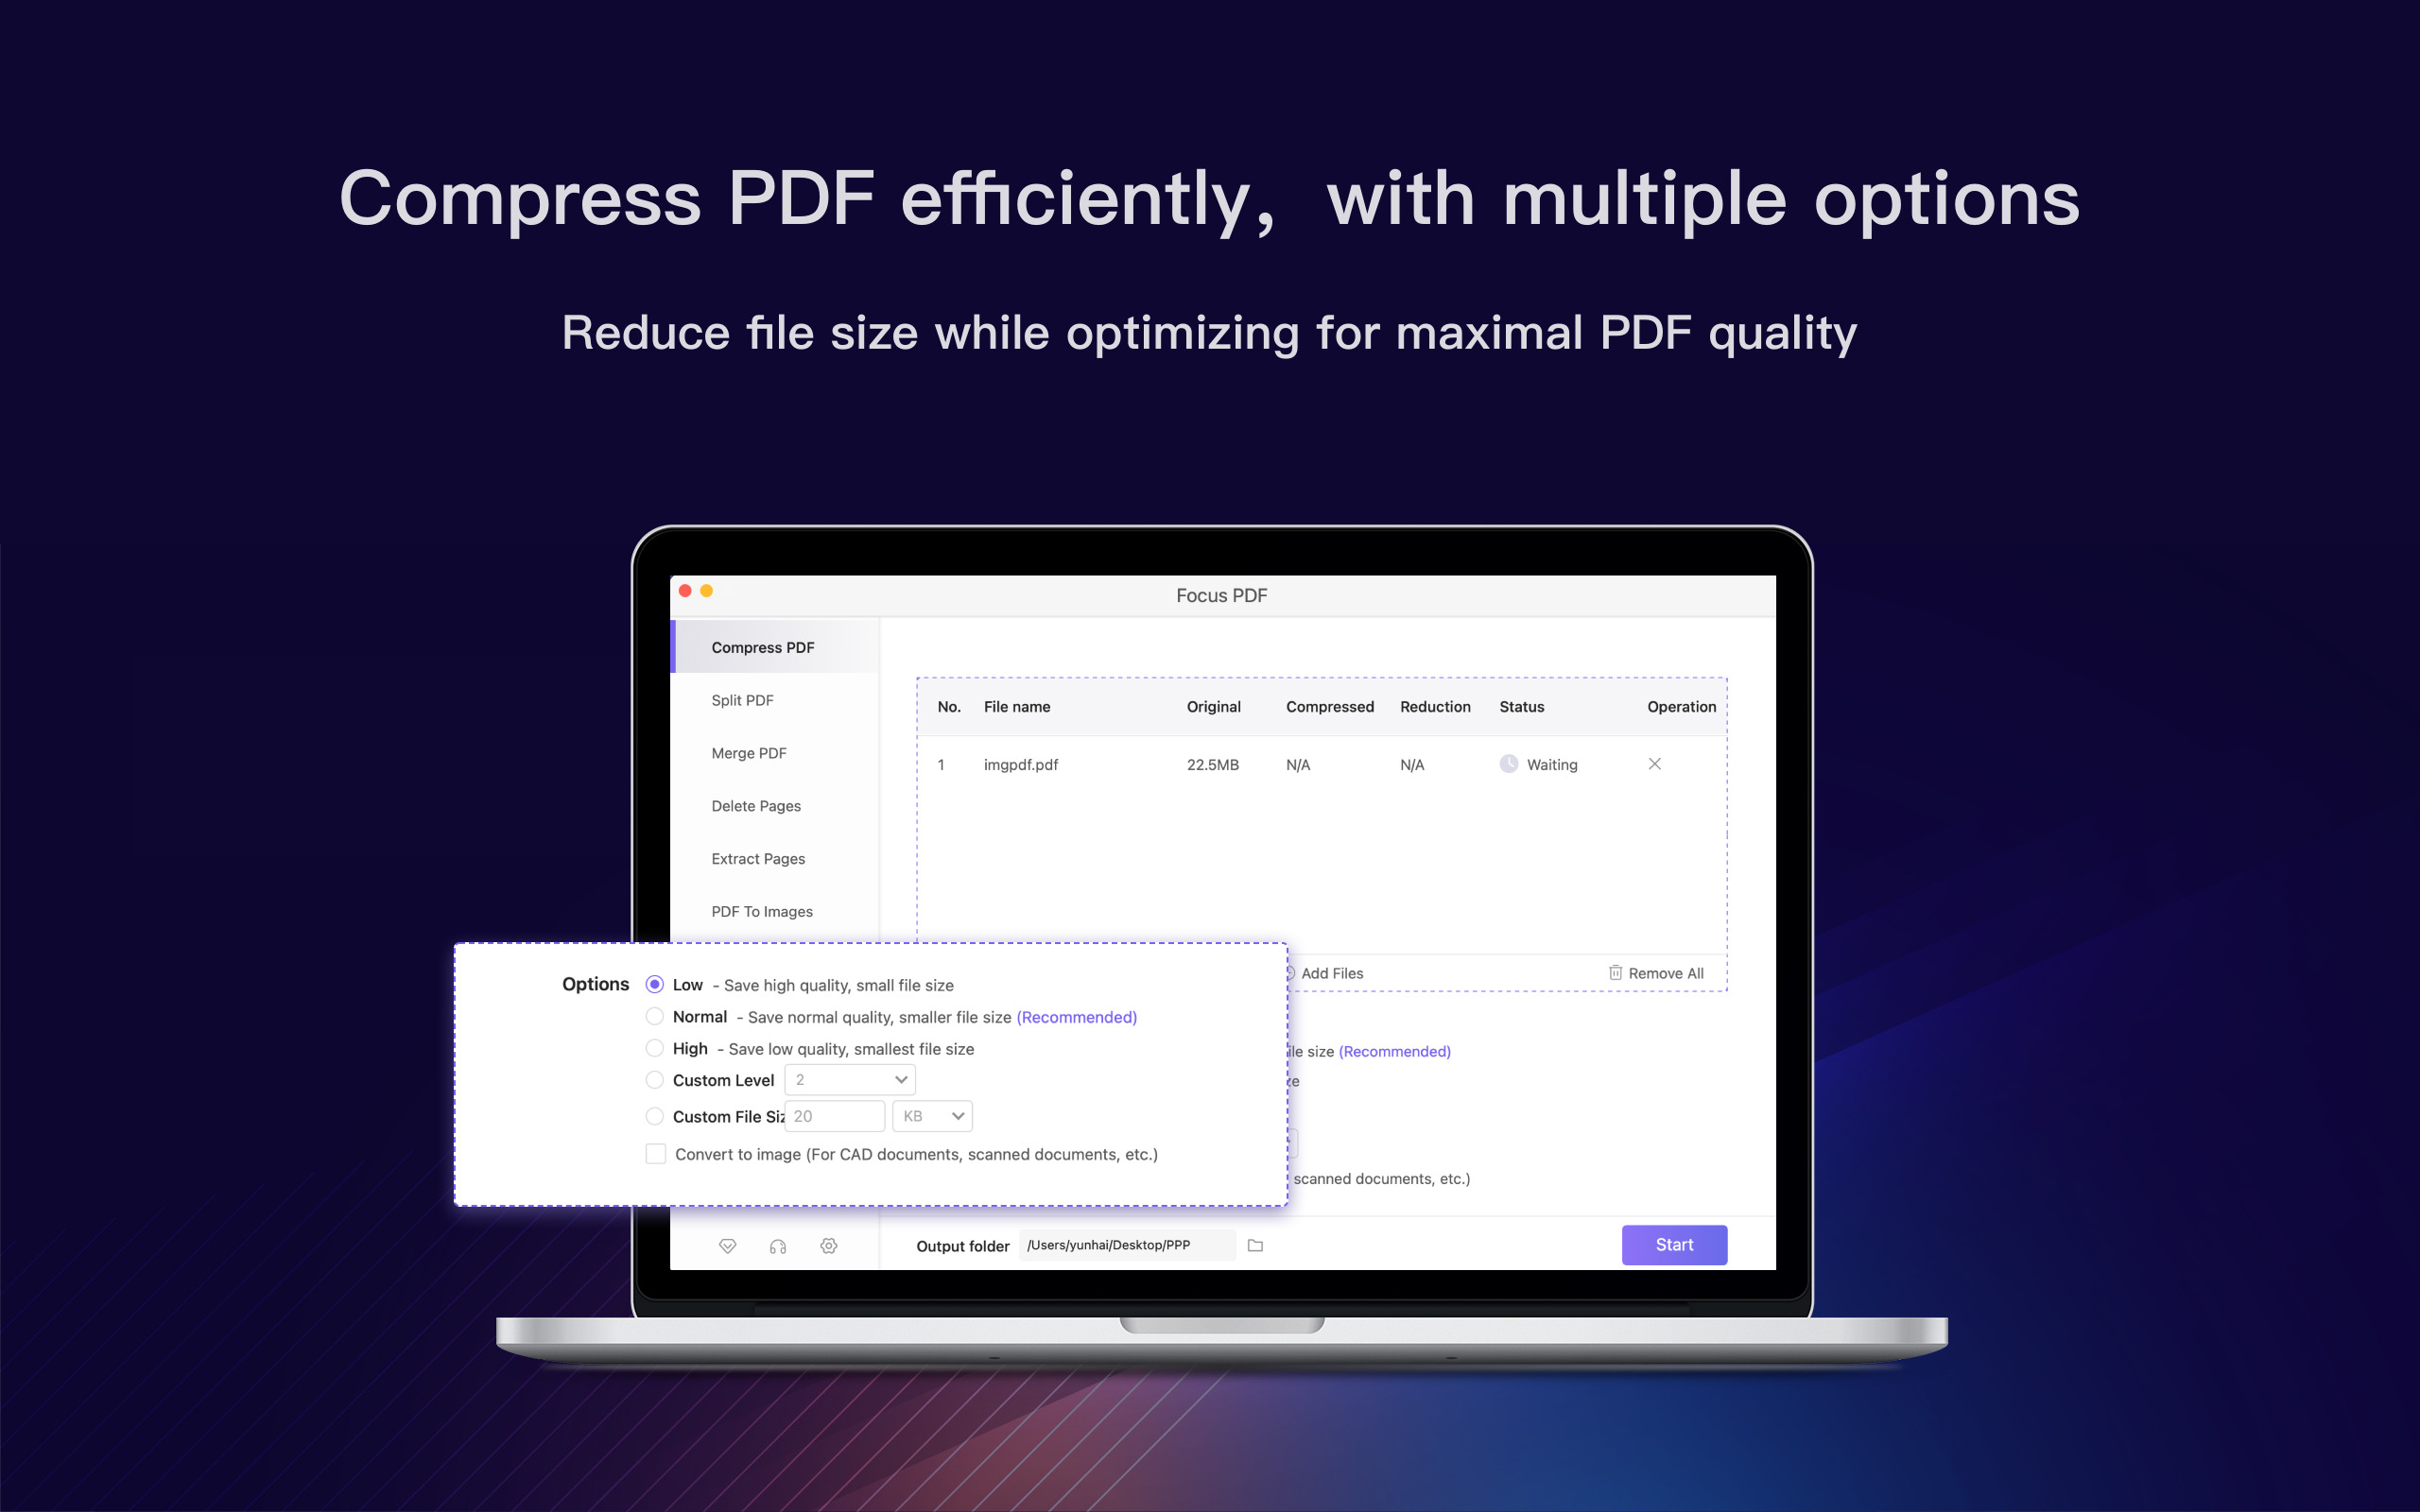 Compress PDF efficiently，with multiple options
Reduce file size while optimizing for maximal PDF quality
Focus PDF
Compress PDF
Split PDF
Merge PDF
Delete Pages
Extract Pages
PDF To Images
No. File name Original Compressed Reduction Status Operation
1 imgpdf.pdf 22.5MB N/A N/A Waiting
Add Files Remove All
Options Low - Save high quality, small file size
Normal - Save normal quality, smaller file size (Recommended)
High - Save low quality, smallest file size
Custom Level 2
Custom File Siz 20 KB
Convert to image (For CAD documents, scanned documents, etc.)
ile size (Recommended)
ze
scanned documents, etc.)
Output folder /Users/yunhai/Desktop/PPP Start